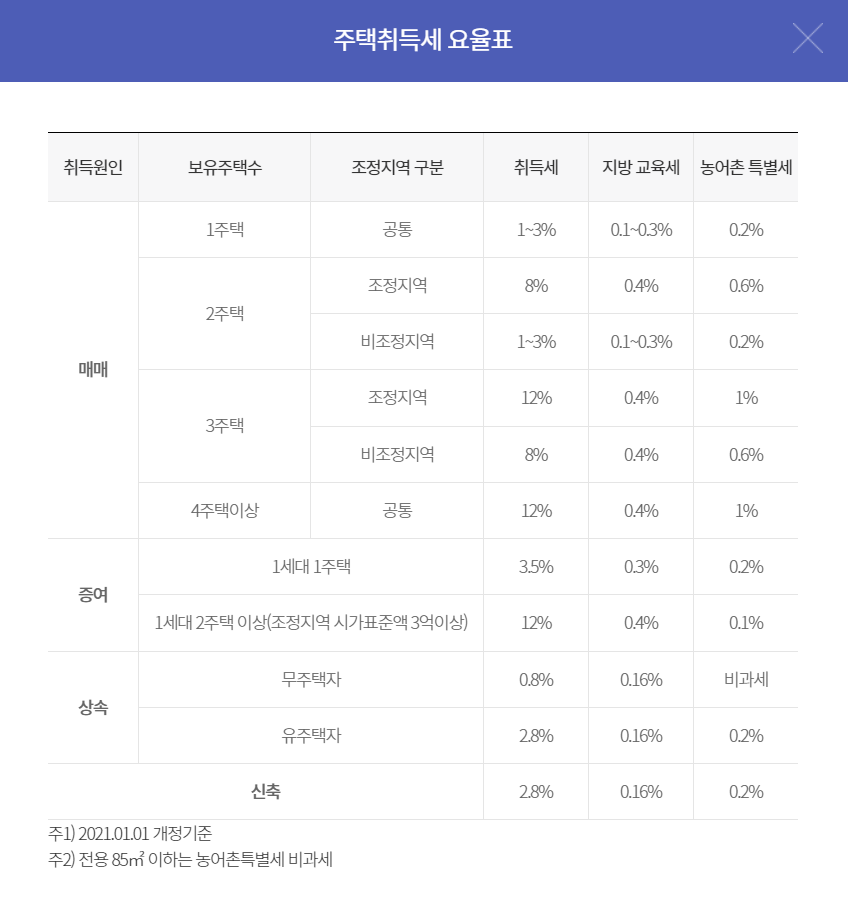 주택취득세 요율표
취득원인 보유주택수 조정지역 구분 취득세 지방 교육세 농어촌 특별세
매매 1주택 공통 1~3% 0.1~0.3% 0.2%
2주택 조정지역 8% 0.4% 0.6%
비조정지역 1~3% 0.1~0.3% 0.2%
3주택 조정지역 12% 0.4% 1%
비조정지역 8% 0.4% 0.6%
4주택이상 공통 12% 0.4% 1%
증여 1세대 1주택 3.5% 0.3% 0.2%
1세대 2주택 이상(조정지역 시가표준액 3억이상) 12% 0.4% 0.1%
상속 무주택자 0.8% 0.16% 비과세
유주택자 2.8% 0.16% 0.2%
신축 2.8% 0.16% 0.2%
주1) 2021.01.01 개정기준
주2) 전용 85㎡ 이하는 농어촌특별세 비과세